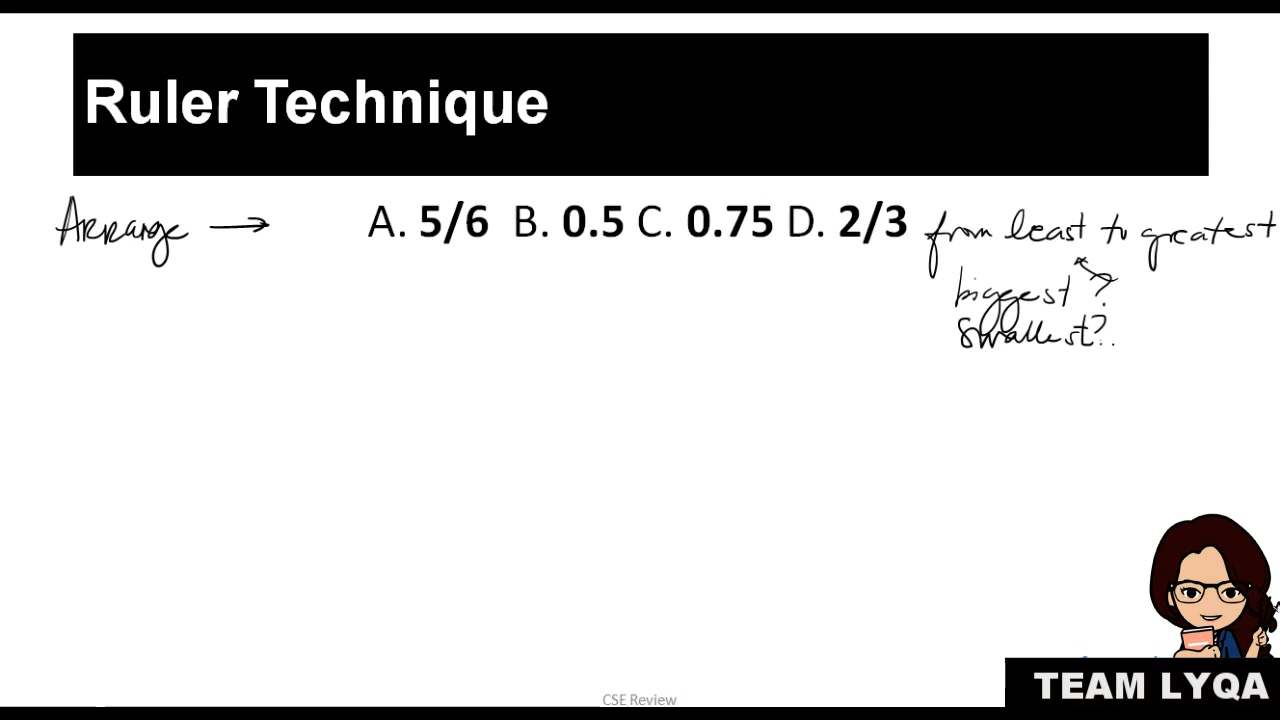 Ruler Technique
Arrange → A. 5/6 B. 0.5 C. 0.75 D. 2/3 from least to greatest
biggest ?
smallest?
CSE Review
TEAM LYQA